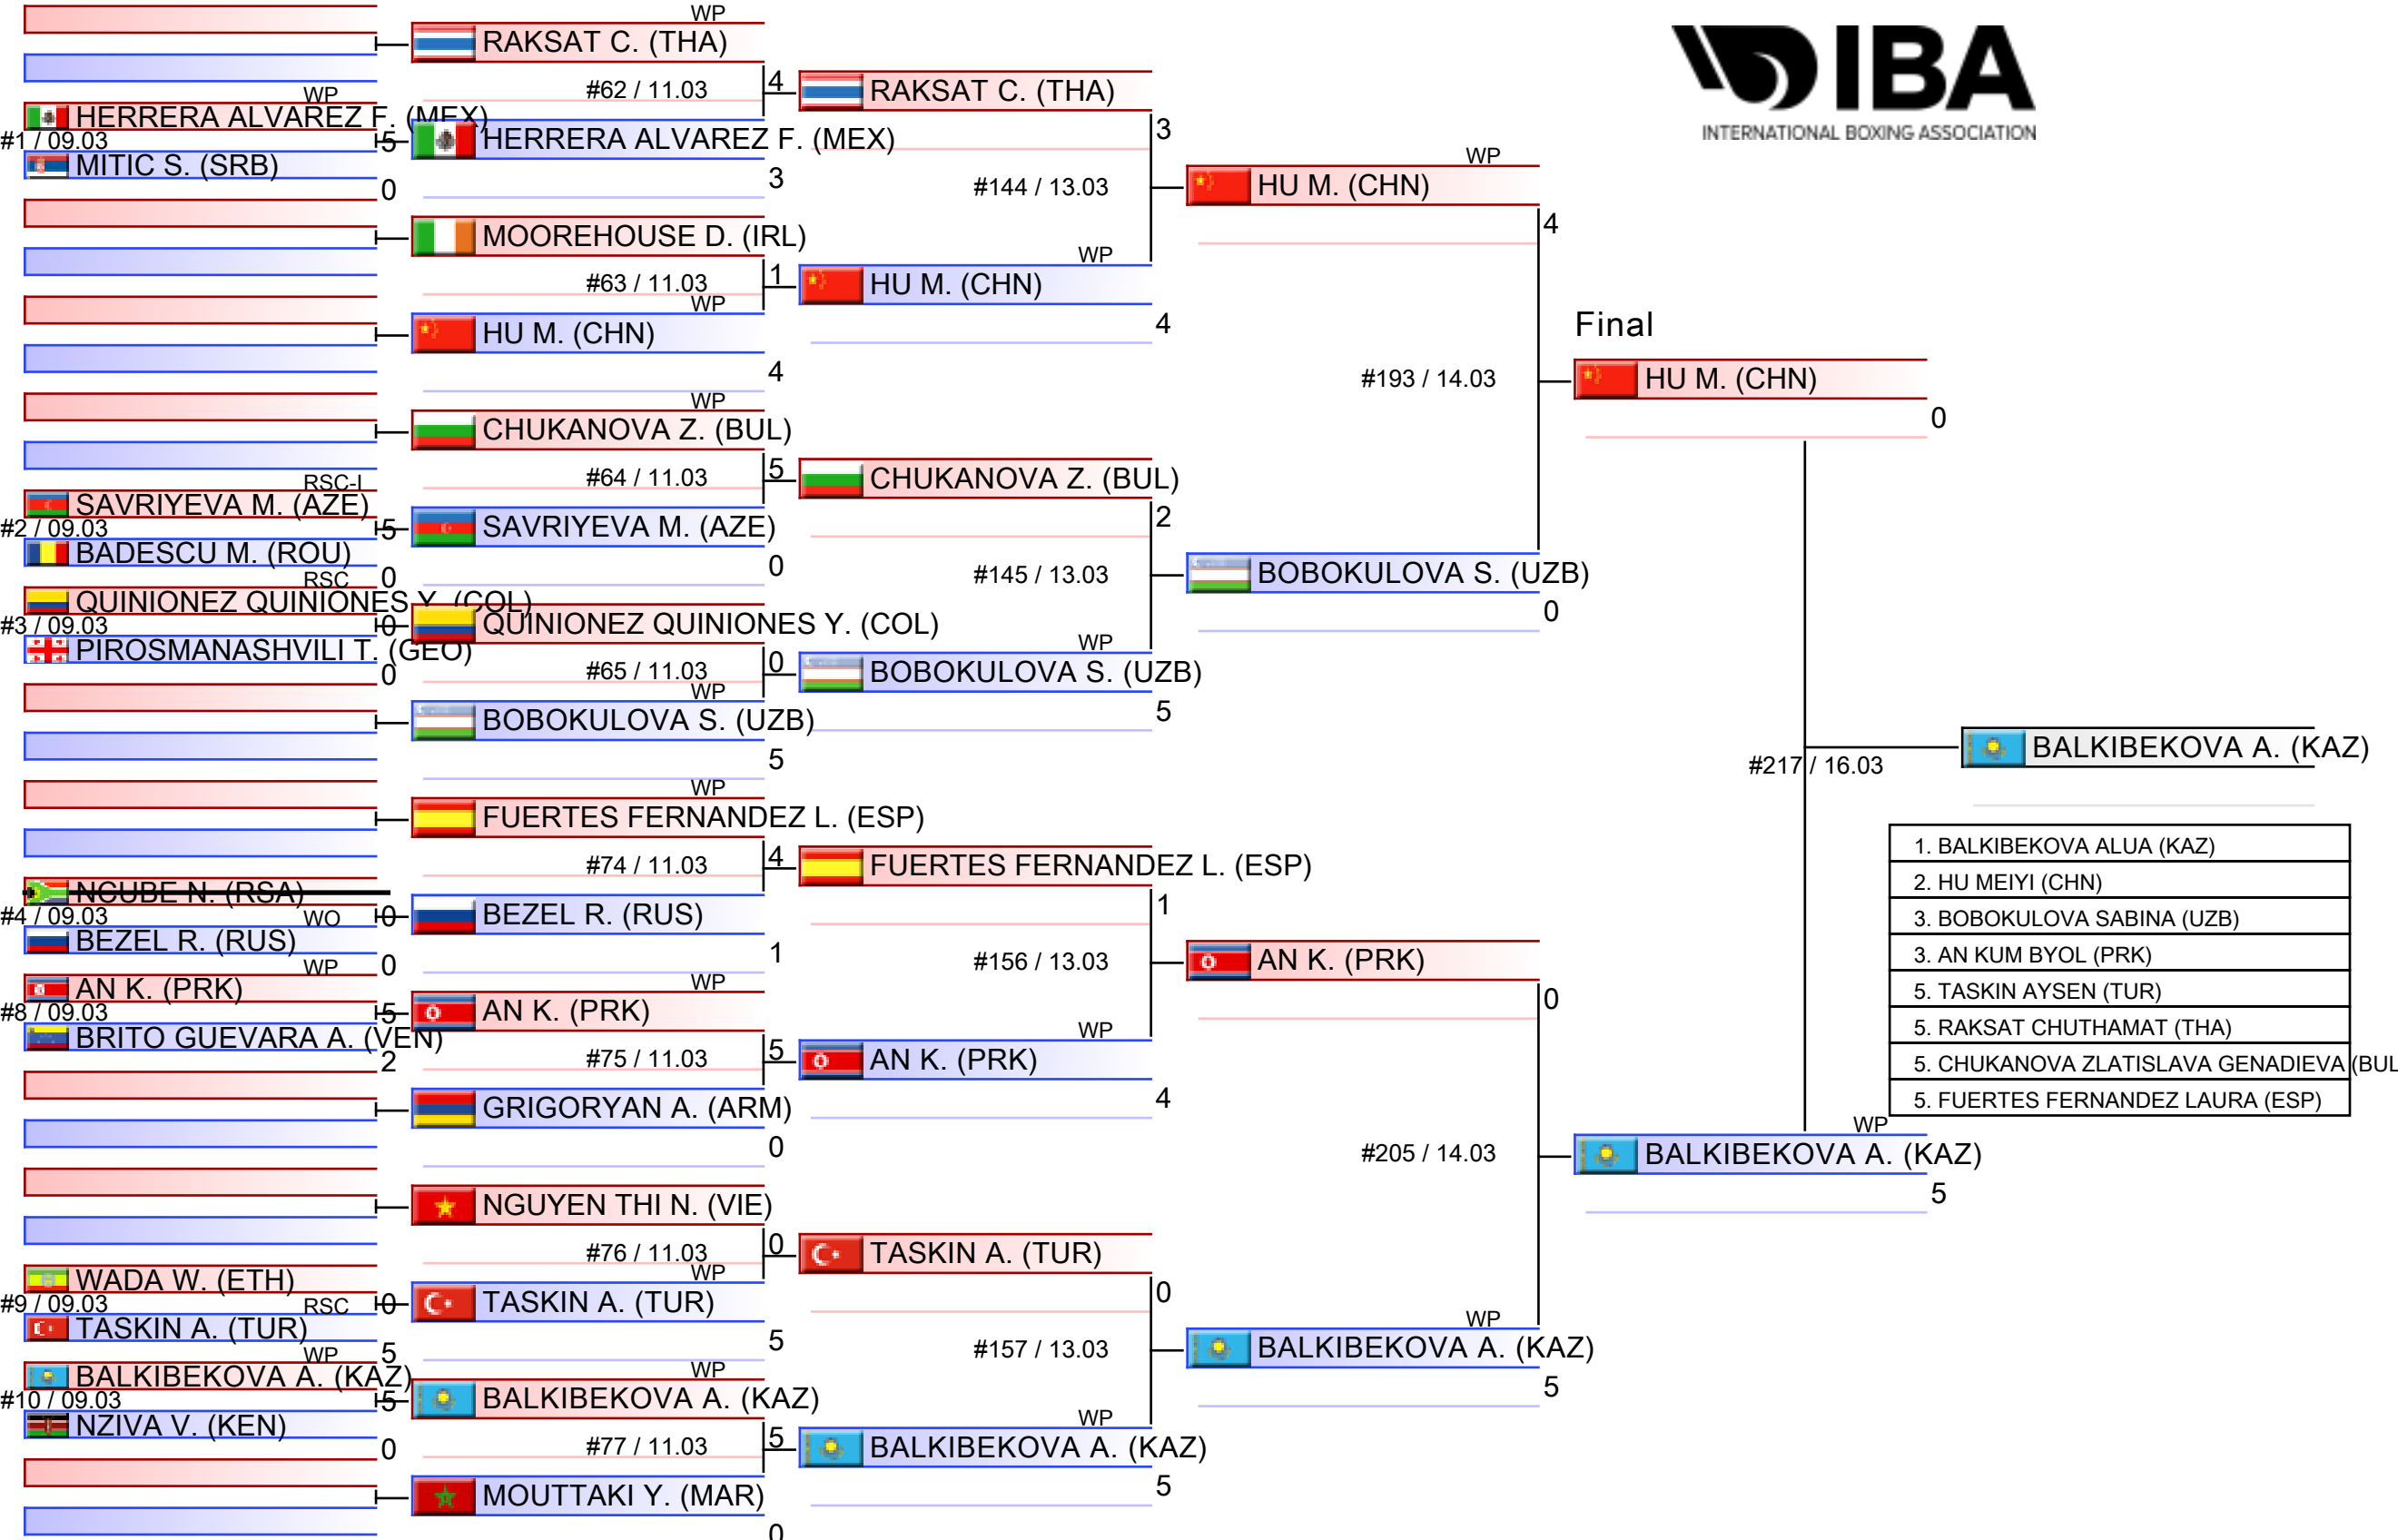 IBA
INTERNATIONAL BOXING ASSOCIATION
WP
HERRERA ALVAREZ F. (MEX)
#1 / 09.03
5
MITIC S. (SRB)
0
RSC-I
SAVRIYEVA M. (AZE)
#2 / 09.03
5
BADESCU M. (ROU)
0
RSC
QUINIONEZ QUINIONES Y. (COL)
#3 / 09.03
0
PIROSMANASHVILI T. (GEO)
0
NCUBE N. (RSA)
#4 / 09.03
WO
0
BEZEL R. (RUS)
0
WP
AN K. (PRK)
#8 / 09.03
5
BRITO GUEVARA A. (VEN)
2
WADA W. (ETH)
#9 / 09.03
RSC
0
TASKIN A. (TUR)
5
WP
BALKIBEKOVA A. (KAZ)
#10 / 09.03
5
NZIVA V. (KEN)
0
WP
RAKSAT C. (THA)
#62 / 11.03
4
HERRERA ALVAREZ F. (MEX)
3
MOOREHOUSE D. (IRL)
#63 / 11.03
1
WP
HU M. (CHN)
4
WP
CHUKANOVA Z. (BUL)
#64 / 11.03
5
SAVRIYEVA M. (AZE)
0
QUINIONEZ QUINIONES Y. (COL)
#65 / 11.03
0
WP
BOBOKULOVA S. (UZB)
5
WP
FUERTES FERNANDEZ L. (ESP)
#74 / 11.03
4
BEZEL R. (RUS)
1
WP
AN K. (PRK)
#75 / 11.03
5
GRIGORYAN A. (ARM)
0
NGUYEN THI N. (VIE)
#76 / 11.03
0
WP
TASKIN A. (TUR)
5
WP
BALKIBEKOVA A. (KAZ)
#77 / 11.03
5
MOUTTAKI Y. (MAR)
0
RAKSAT C. (THA)
3
#144 / 13.03
WP
HU M. (CHN)
4
CHUKANOVA Z. (BUL)
2
#145 / 13.03
WP
BOBOKULOVA S. (UZB)
5
FUERTES FERNANDEZ L. (ESP)
1
#156 / 13.03
WP
AN K. (PRK)
4
TASKIN A. (TUR)
0
#157 / 13.03
WP
BALKIBEKOVA A. (KAZ)
5
WP
HU M. (CHN)
4
#193 / 14.03
BOBOKULOVA S. (UZB)
0
AN K. (PRK)
0
#205 / 14.03
WP
BALKIBEKOVA A. (KAZ)
5
Final
HU M. (CHN)
0
#217 / 16.03
WP
BALKIBEKOVA A. (KAZ)
5
BALKIBEKOVA A. (KAZ)
1. BALKIBEKOVA ALUA (KAZ)
2. HU MEIYI (CHN)
3. BOBOKULOVA SABINA (UZB)
3. AN KUM BYOL (PRK)
5. TASKIN AYSEN (TUR)
5. RAKSAT CHUTHAMAT (THA)
5. CHUKANOVA ZLATISLAVA GENADIEVA (BUL
5. FUERTES FERNANDEZ LAURA (ESP)